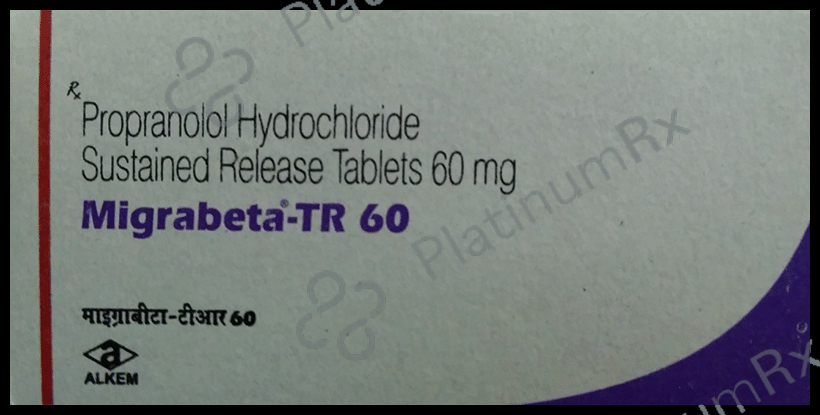 Rx
Propranolol Hydrochloride
Sustained Release Tablets 60 mg
Migrabeta®-TR 60
माइग्राबीटा-टीआर 60
a
ALKEM
PlatinumRx